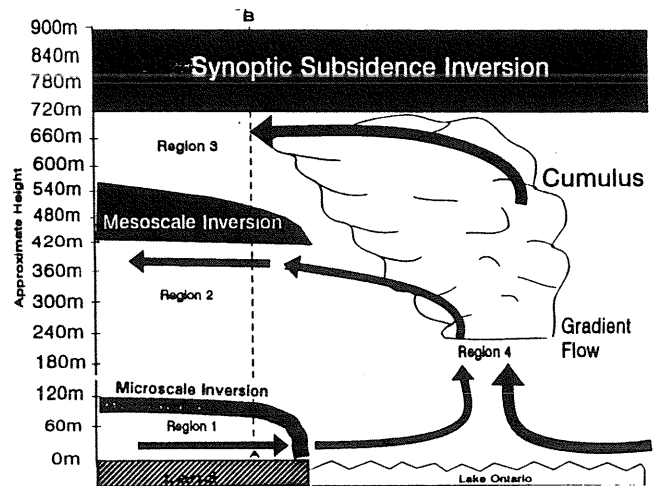 B
900m
840m
780m
720m
660m
600m
540m
480m
420m
360m
300m
240m
180m
120m
60m
0m
Approximate Height
Synoptic Subsidence Inversion
Region 3
Cumulus
Mesoscale Inversion
Region 2
Gradient
Flow
Region 4
Microscale Inversion
Region 1
A
Land
Lake Ontario